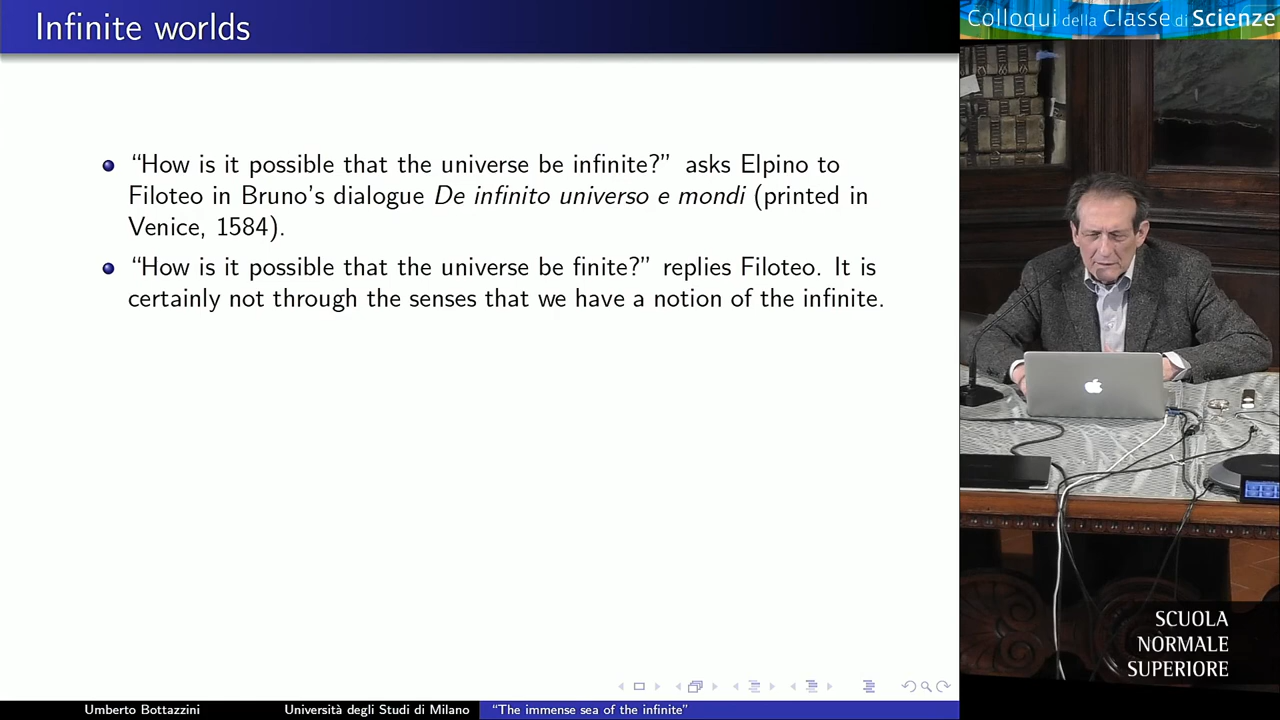 Infinite worlds
Colloqui della Classe di Scienze
“How is it possible that the universe be infinite?” asks Elpino to
Filoteo in Bruno’s dialogue De infinito universo e mondi (printed in
Venice, 1584).
“How is it possible that the universe be finite?” replies Filoteo. It is
certainly not through the senses that we have a notion of the infinite.
SCUOLA
NORMALE
SUPERIORE
Umberto Bottazzini
Università degli Studi di Milano
“The immense sea of the infinite”